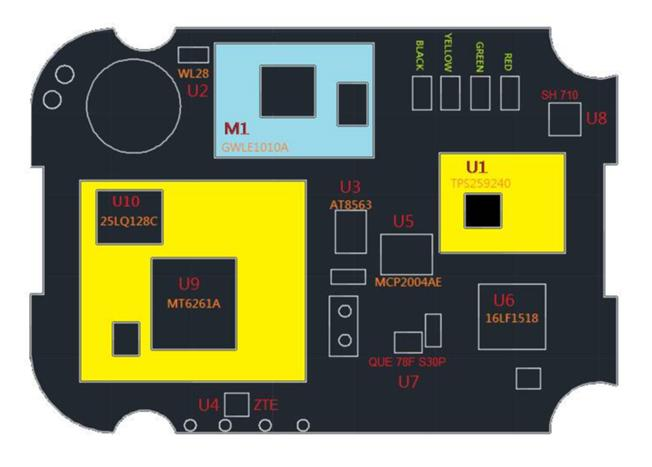 BLACK
YELLOW
GREEN
RED
WL28
U2
M1
GWLE1010A
SH 710
U8
U1
TPS259240
U10
25LQ128C
U3
AT8563
U5
MCP2004AE
U9
MT6261A
U6
16LF1518
QUE 78F S30P
U7
U4
ZTE